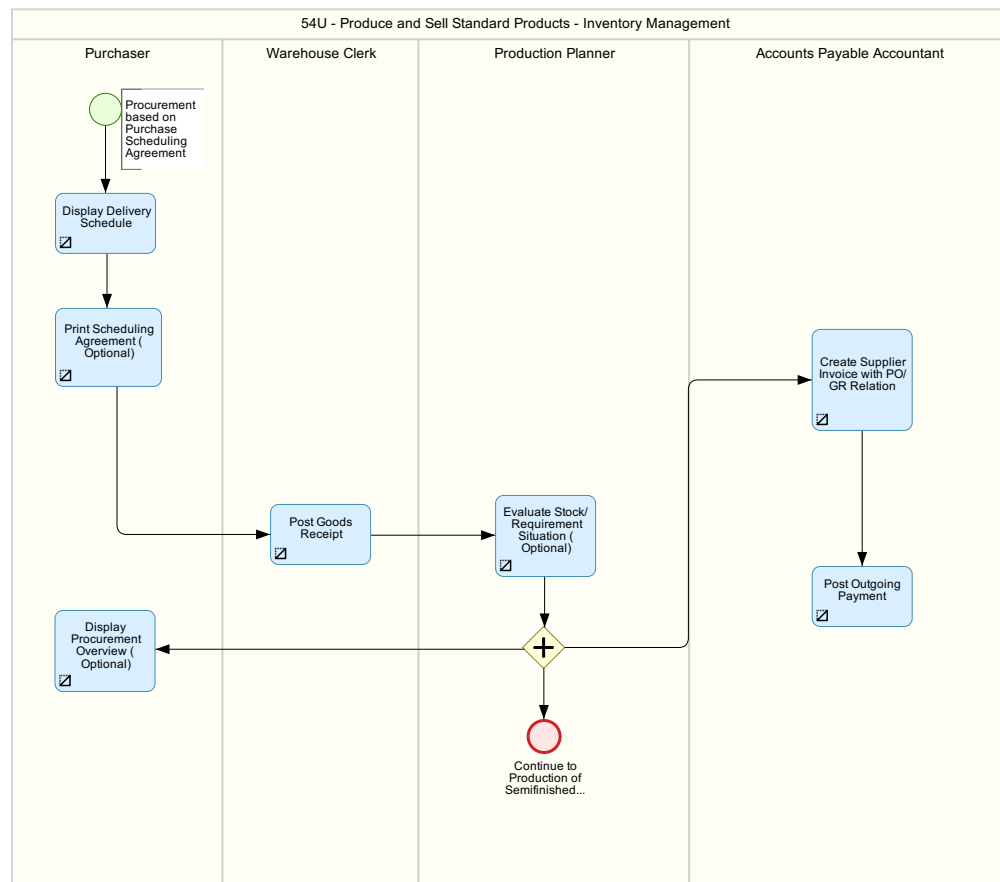 54U - Produce and Sell Standard Products - Inventory Management
Purchaser
Warehouse Clerk
Production Planner
Accounts Payable Accountant
Procurement
based on
Purchase
Scheduling
Agreement
Display Delivery
Schedule
Print Scheduling
Agreement (
Optional)
Create Supplier
Invoice with PO/
GR Relation
Post Goods
Receipt
Evaluate Stock/
Requirement
Situation (
Optional)
Post Outgoing
Payment
Display
Procurement
Overview (
Optional)
Continue to
Production of
Semifinished...